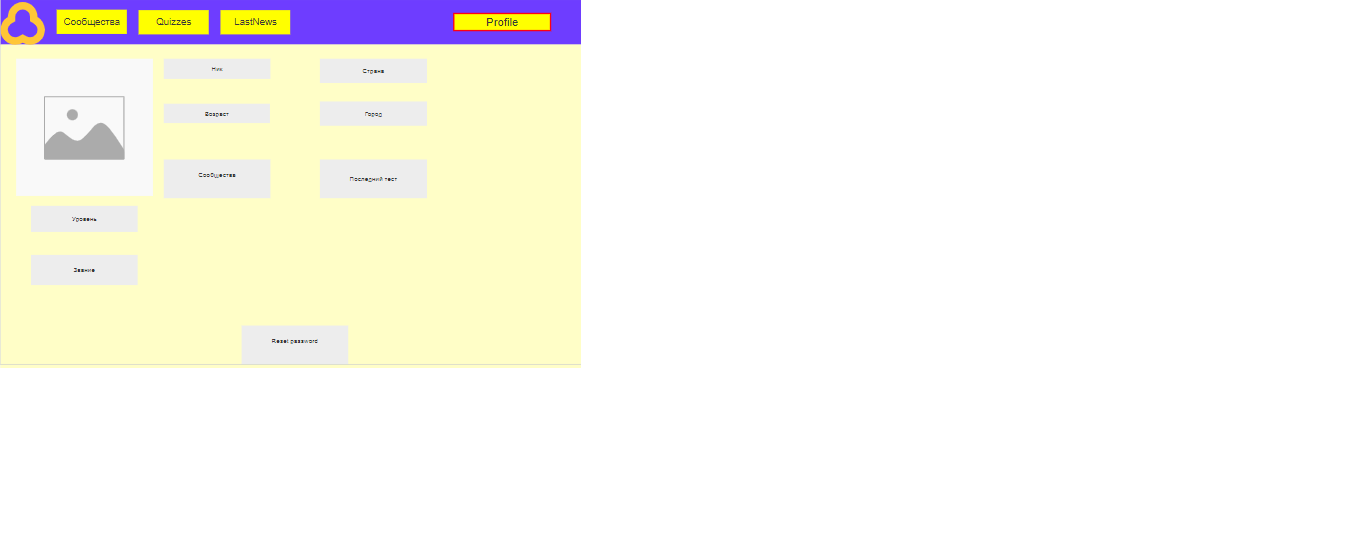 Сообщества
Quizzes
LastNews
Profile
Ник
Страна
Возраст
Город
Сообщества
Последний тест
Уровень
Звание
Reset password